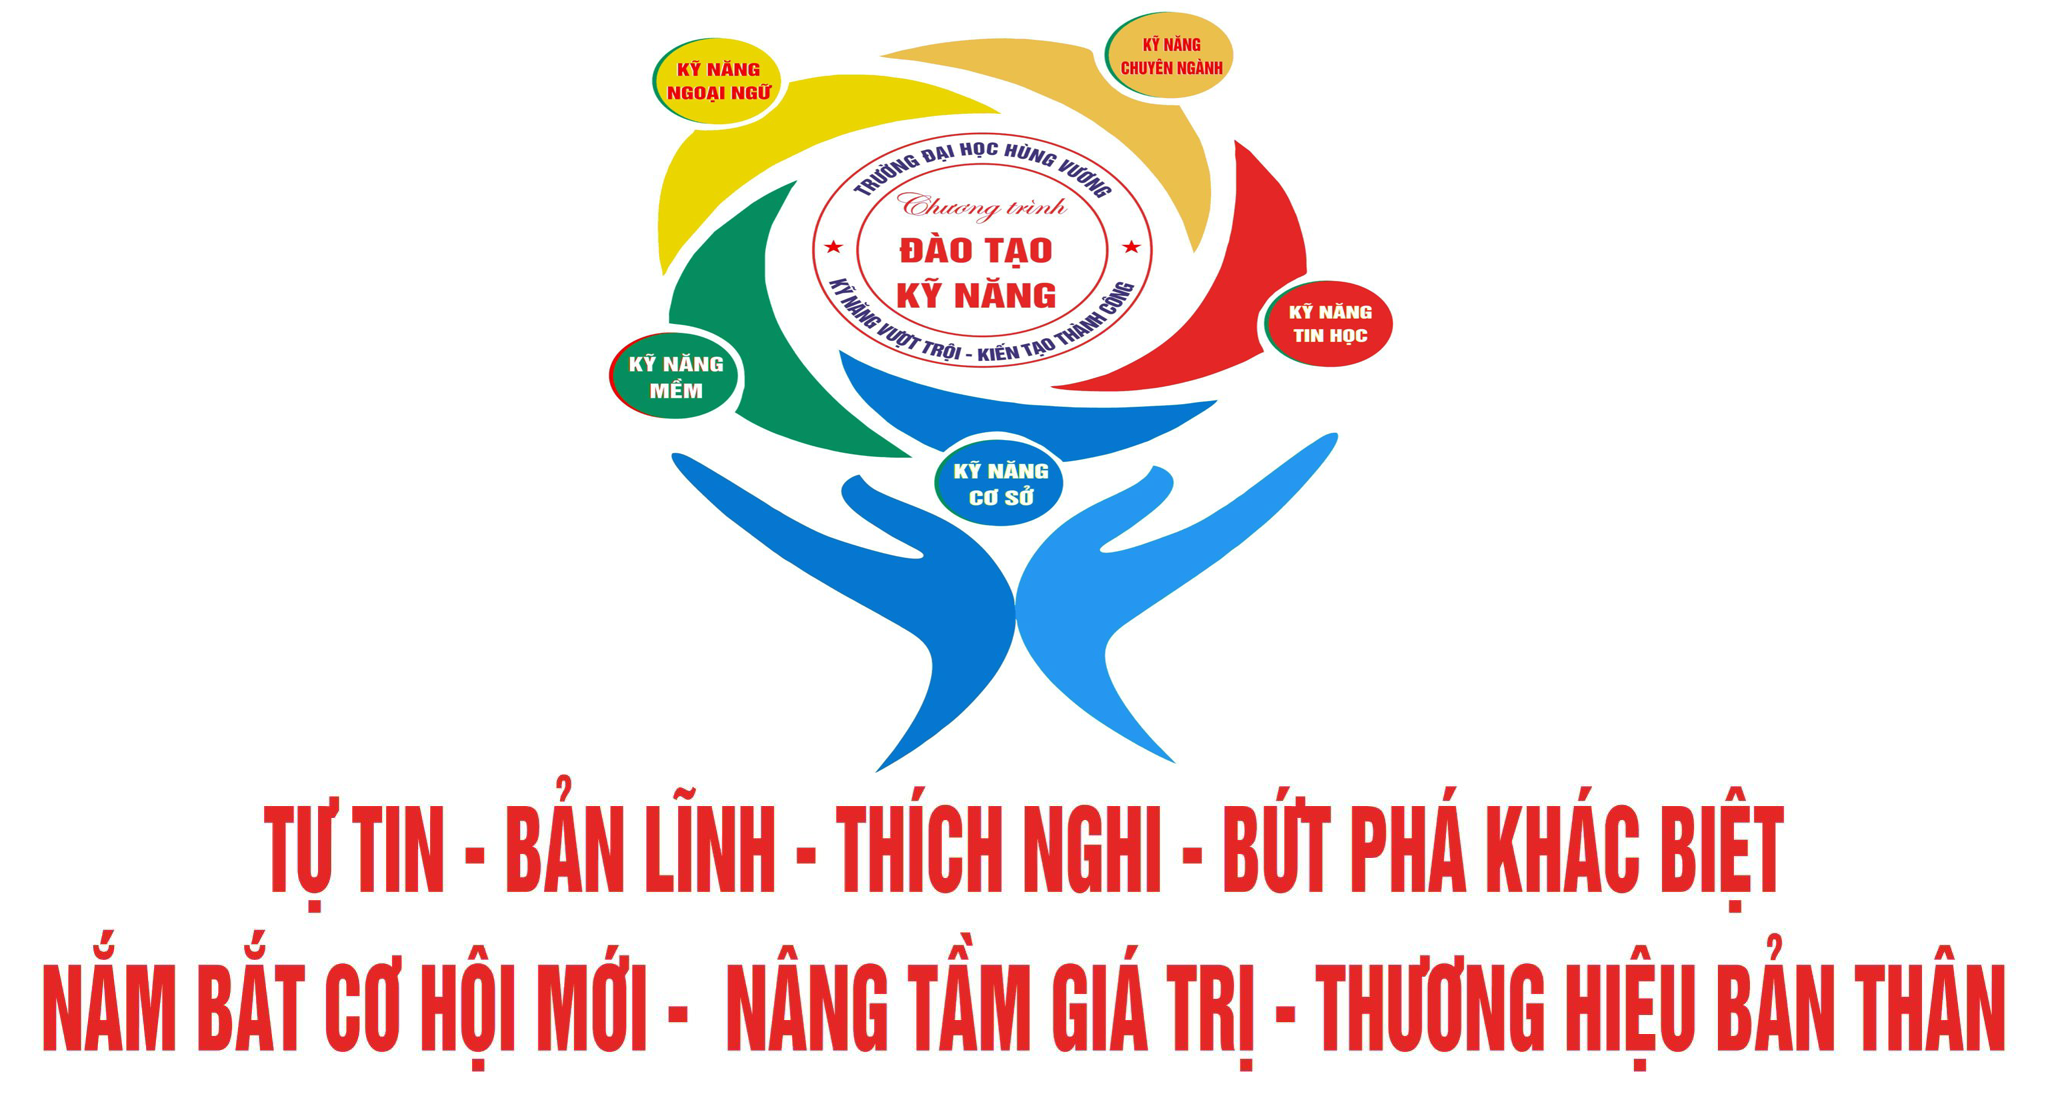 KỸ NĂNG
CHUYÊN NGÀNH
KỸ NĂNG
NGOẠI NGỮ
TRƯỜNG ĐẠI HỌC HÙNG VƯƠNG
Chương trình
ĐÀO TẠO
KỸ NĂNG
KỸ NĂNG VƯỢT TRỘI - KIẾN TẠO THÀNH CÔNG
KỸ NĂNG
TIN HỌC
KỸ NĂNG
MỀM
KỸ NĂNG
CƠ SỞ
TỰ TIN - BẢN LĨNH - THÍCH NGHI - BỨT PHÁ KHÁC BIỆT
NẮM BẮT CƠ HỘI MỚI - NÂNG TẦM GIÁ TRỊ - THƯƠNG HIỆU BẢN THÂN